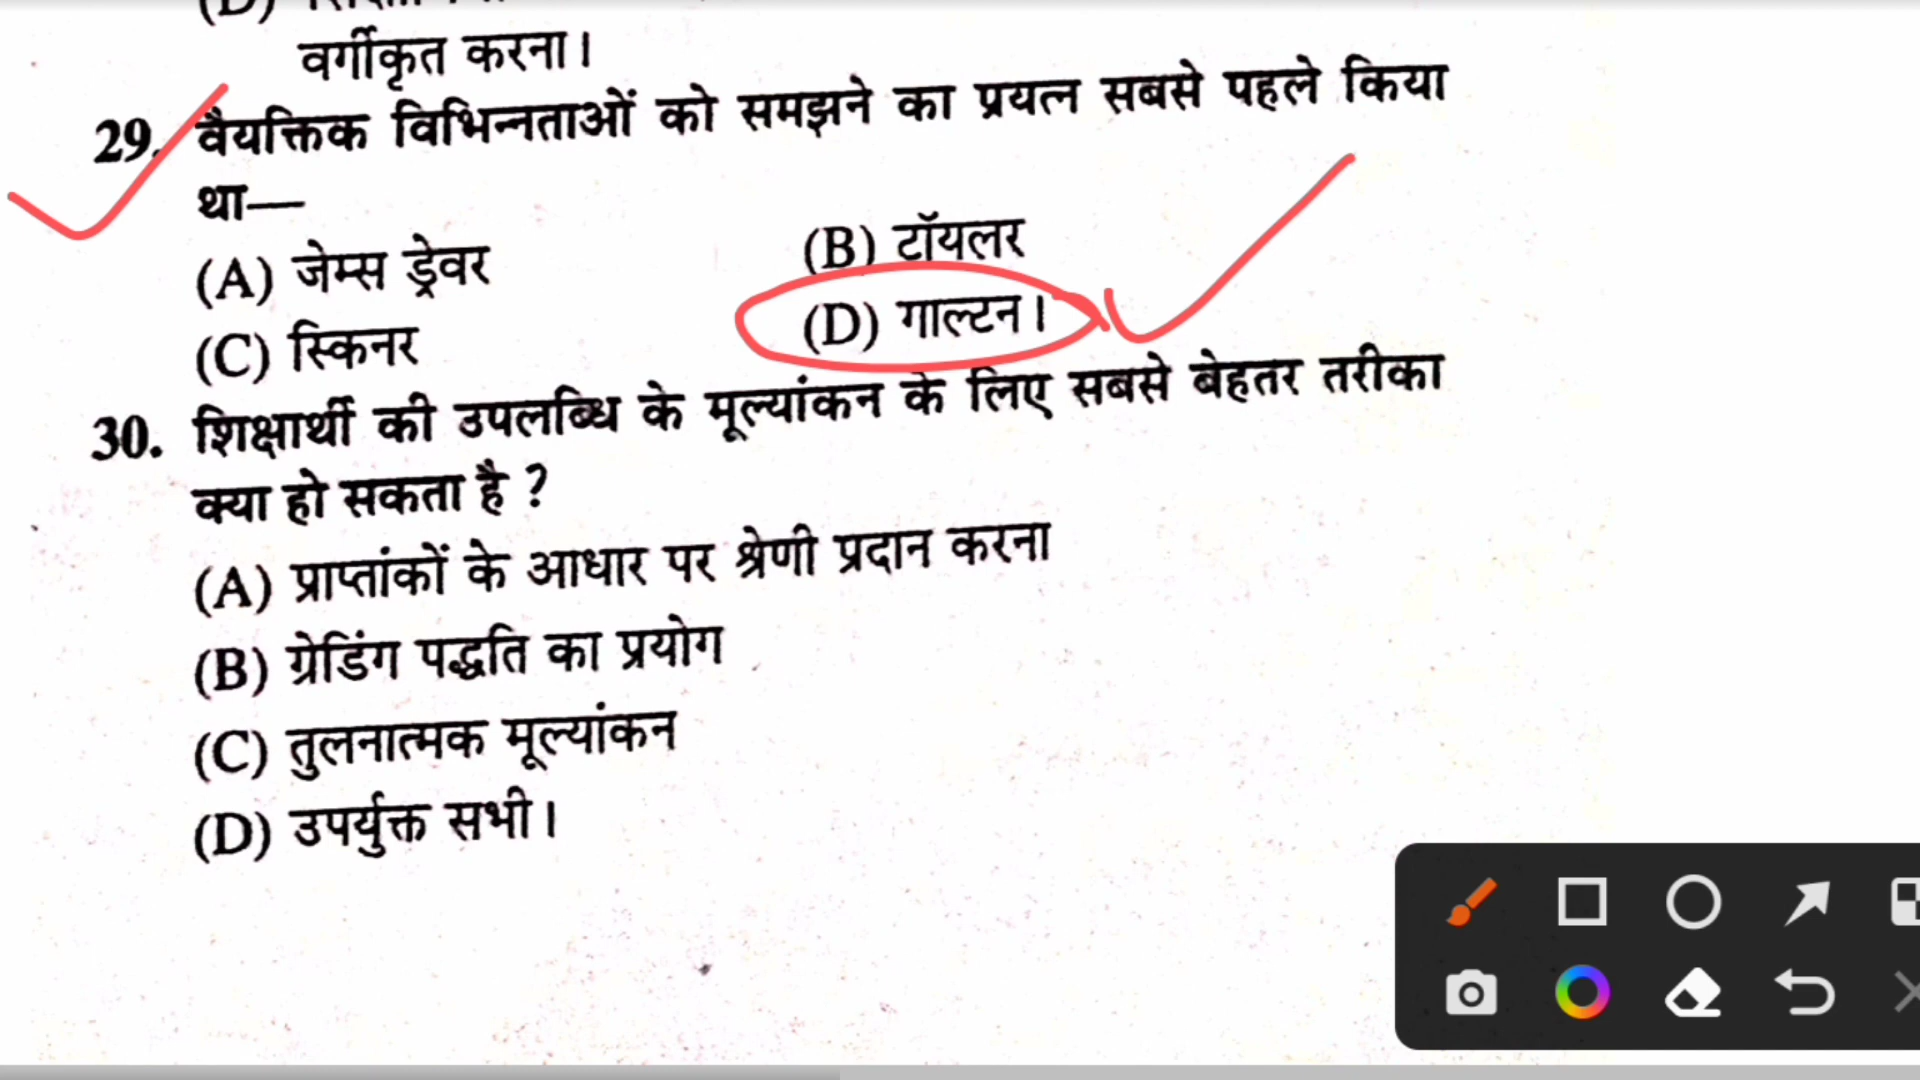 वर्गीकृत करना।
29. वैयक्तिक विभिन्नताओं को समझने का प्रयत्न सबसे पहले किया
था—
(A) जेम्स ड्रेवर (B) टॉयलर
(C) स्किनर (D) गाल्टन।
30. शिक्षार्थी की उपलब्धि के मूल्यांकन के लिए सबसे बेहतर तरीका
क्या हो सकता है ?
(A) प्राप्तांकों के आधार पर श्रेणी प्रदान करना
(B) ग्रेडिंग पद्धति का प्रयोग
(C) तुलनात्मक मूल्यांकन
(D) उपर्युक्त सभी।